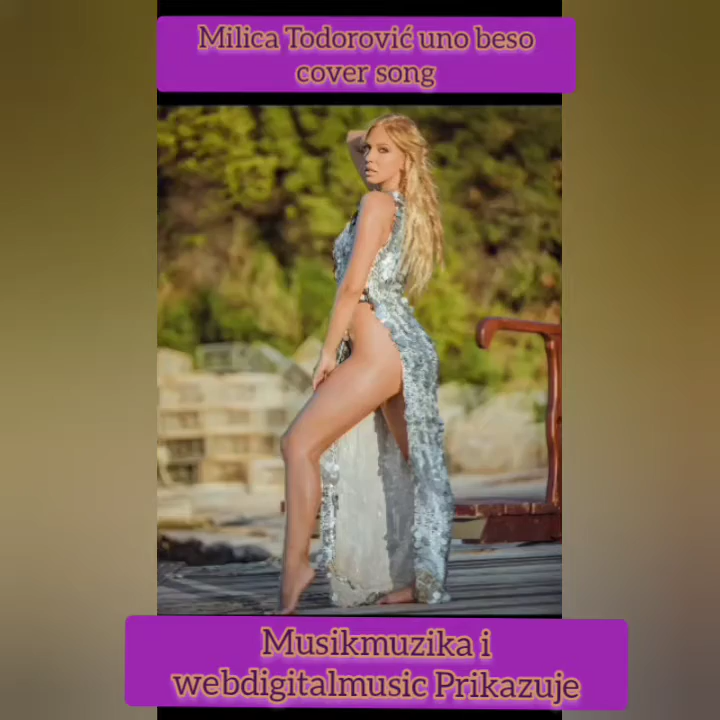 Milica Todorović uno beso
cover song
Musikmuzika i
webdigitalmusic Prikazuje